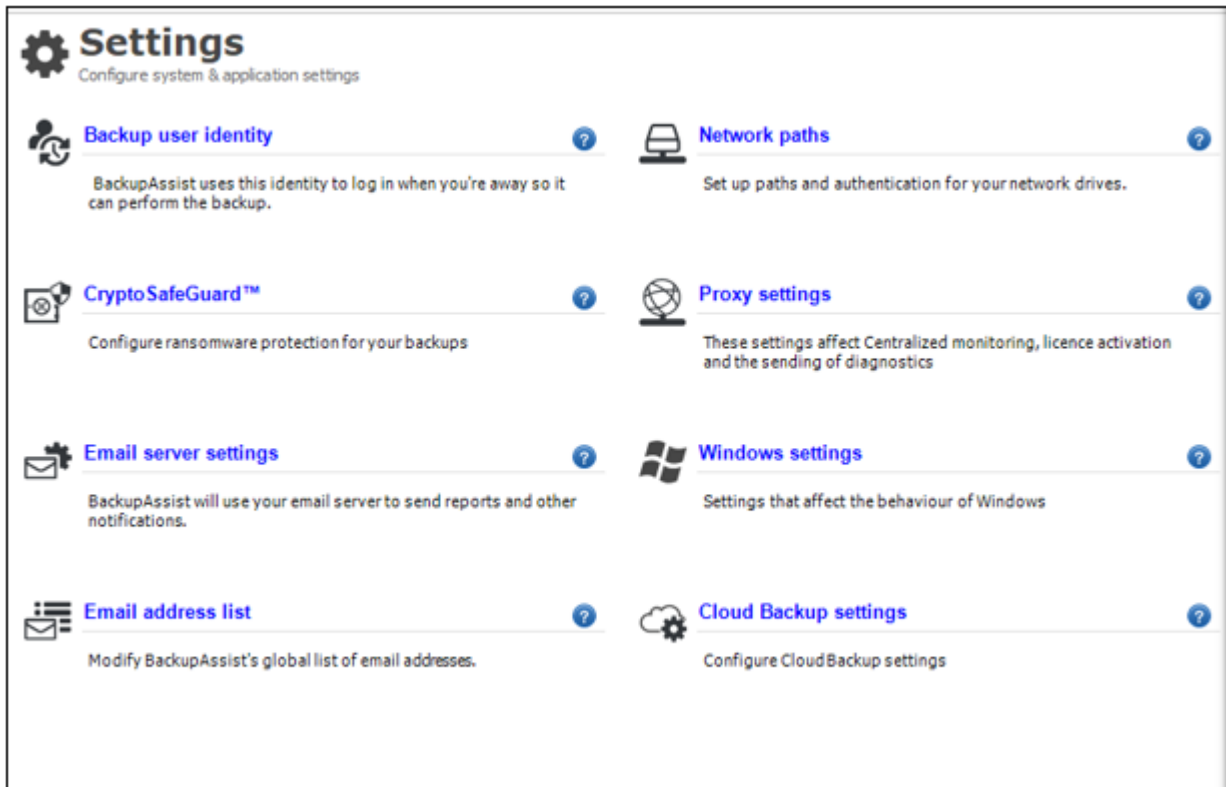 Settings
Configure system & application settings
Backup user identity
BackupAssist uses this identity to log in when you're away so it
can perform the backup.
Network paths
Set up paths and authentication for your network drives.
CryptoSafeGuard™
Configure ransomware protection for your backups
Proxy settings
These settings affect Centralized monitoring, licence activation
and the sending of diagnostics
Email server settings
BackupAssist will use your email server to send reports and other
notifications.
Windows settings
Settings that affect the behaviour of Windows
Email address list
Modify BackupAssist's global list of email addresses.
Cloud Backup settings
Configure CloudBackup settings